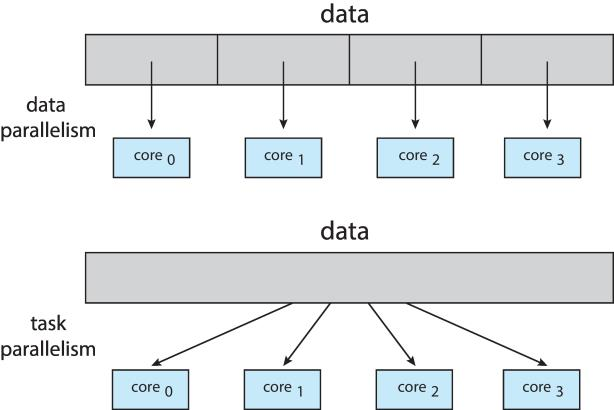 data
data
parallelism
core 0
core 1
core 2
core 3
data
task
parallelism
core 0
core 1
core 2
core 3